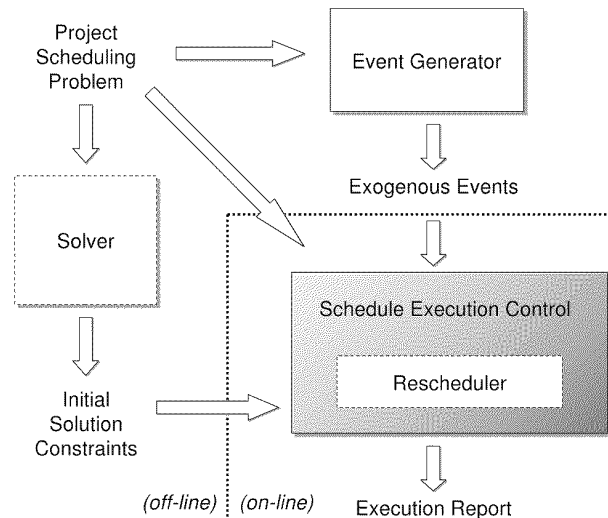 Project
Scheduling
Problem
Event Generator
Exogenous Events
Solver
Schedule Execution Control
Rescheduler
Initial
Solution
Constraints
(off-line)
(on-line)
Execution Report